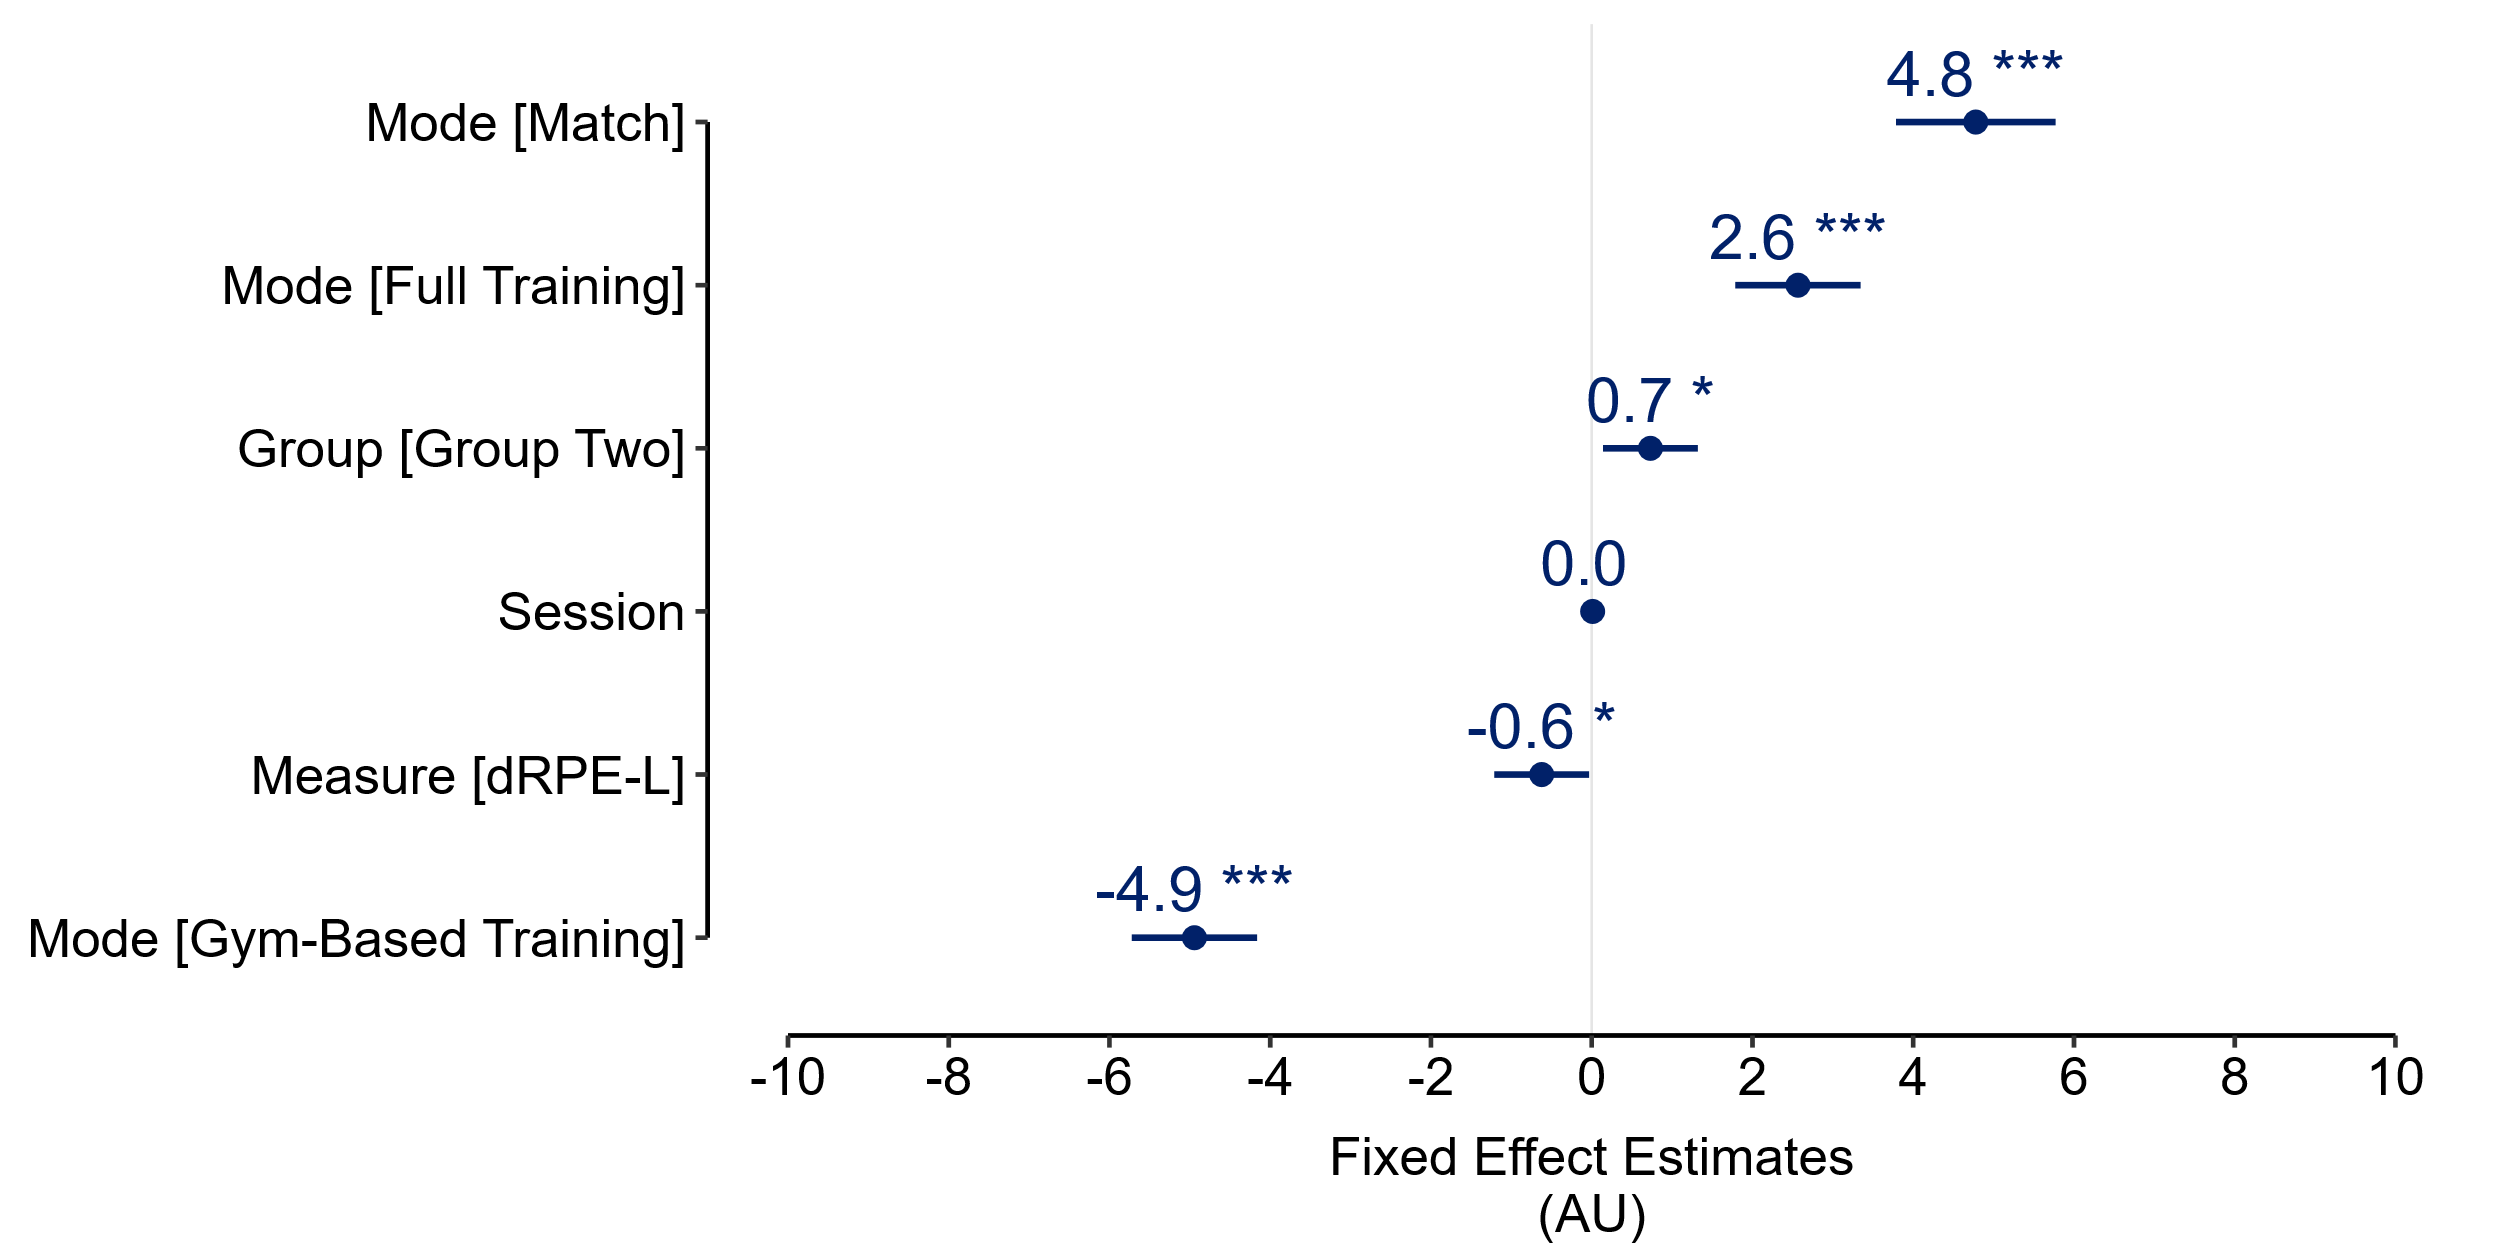 4.8 ***
Mode [Match]
2.6 ***
Mode [Full Training]
0.7 *
Group [Group Two]
0.0
Session
-0.6 *
Measure [dRPE-L]
-4.9 ***
Mode [Gym-Based Training]
-10 -8 -6 -4 -2 0 2 4 6 8 10
Fixed Effect Estimates
(AU)